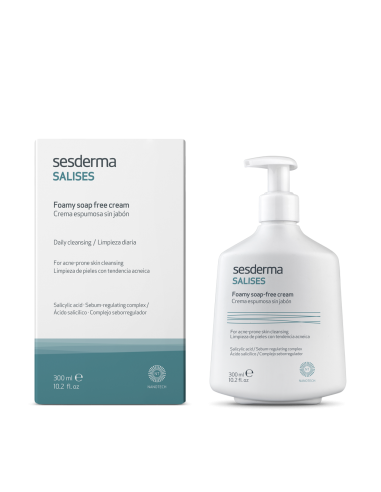 sesderma
SALISES
Foamy soap free cream
Crema espumosa sin jabón
Daily cleansing / Limpieza diaria
For acne-prone skin cleansing
Limpieza de pieles con tendencia acneica
Salicylic acid · Sebum-regulating complex /
Ácido salicílico · Complejo seborregulador
300 ml ℮
10.2 fl. oz
NANOTECH
sesderma
SALISES
Foamy soap-free cream
Crema espumosa sin jabón
For acne-prone skin cleansing
Limpieza de pieles con tendencia acneica
Salicylic acid / Sebum-regulating complex
Ácido salicílico / Complejo seborregulador
300 ml ℮
10.2 fl. oz
NANOTECH